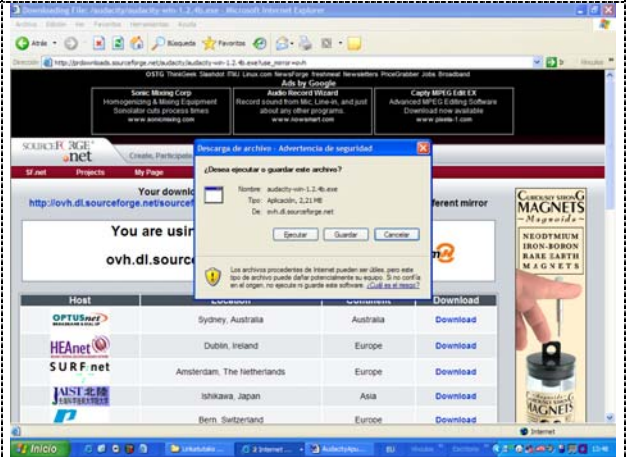 Downloading File: /audacity/audacity-win-1.2.4b.exe - Microsoft Internet Explorer
Archivo Edición Ver Favoritos Herramientas Ayuda
Atrás Búsqueda Favoritos
Dirección http://prdownloads.sourceforge.net/audacity/audacity-win-1.2.4b.exe?use_mirror=ovh Ir Vínculos
OSTG ThinkGeek Slashdot ITMJ Linux.com NewsForge freshmeat Newsletters PriceGrabber Jobs Broadband
Ads by Google
Sonic Mixing Corp
Homogenizing & Mixing Equipment
Sonolator cuts process times
www.sonicmixing.com
Audio Record Wizard
Record sound from Mic, Line-in, and just about any other programs.
www.nowsmart.com
Capty MPEG Edit EX
Advanced MPEG Editing Software
Download now available
www.pixela-1.com
SOURCEFORGE
.net
Create, Participate
SF.net Projects My Page
Your downl
http://ovh.dl.sourceforge.net/sourcef
ferent mirror
You are usin
ovh.dl.source
Descarga de archivo - Advertencia de seguridad
¿Desea ejecutar o guardar este archivo?
Nombre: audacity-win-1.2.4b.exe
Tipo: Aplicación, 2,21 MB
De: ovh.dl.sourceforge.net
Ejecutar Guardar Cancelar
Los archivos procedentes de Internet pueden ser útiles, pero este
tipo de archivo puede dañar potencialmente su equipo. Si no confía
en el origen, no ejecute ni guarde este software. ¿Cuál es el riesgo?
Host Location Continent Download
OPTUSnet Sydney, Australia Australia Download
HEAnet Dublin, Ireland Europe Download
SURFnet Amsterdam, The Netherlands Europe Download
JAIST 北陸 Ishikawa, Japan Asia Download
Bern, Switzerland Europe Download
CURIOUSLY STRONG
MAGNETS
~Magnoids~
NEODYMIUM
IRON-BORON
RARE EARTH
MAGNETS
MAGNETS
Internet
Inicio
EU
13:48